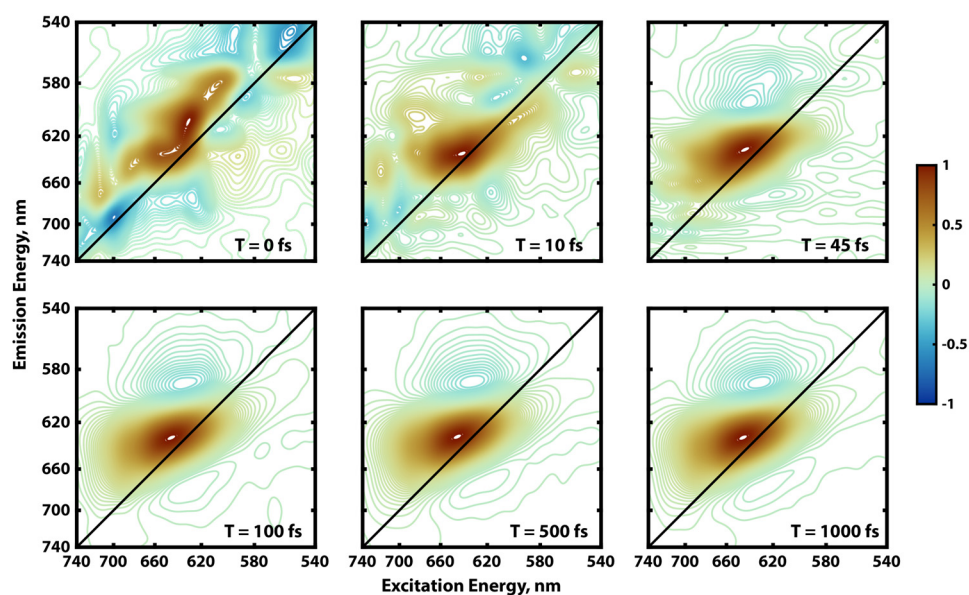 540
580
620
660
700
740
T = 0 fs
T = 10 fs
T = 45 fs
1
0.5
0
-0.5
-1
Emission Energy, nm
540
580
620
660
700
740
T = 100 fs
T = 500 fs
T = 1000 fs
740 700 660 620 580 540
740 700 660 620 580 540
740 700 660 620 580 540
Excitation Energy, nm